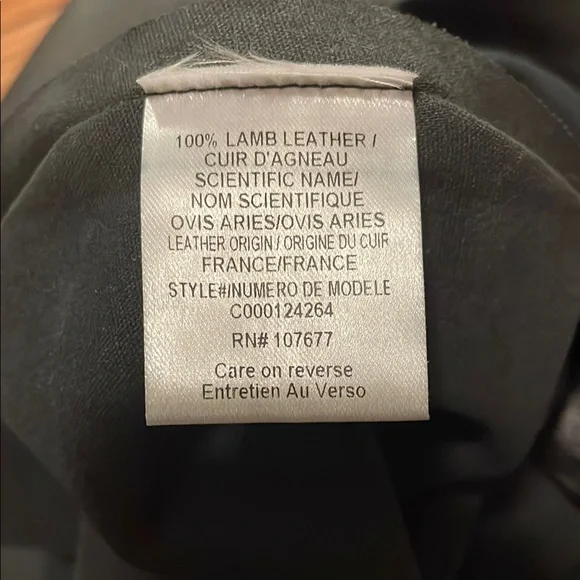 100% LAMB LEATHER /
CUIR D'AGNEAU
SCIENTIFIC NAME/
NOM SCIENTIFIQUE
OVIS ARIES/OVIS ARIES
LEATHER ORIGIN / ORIGINE DU CUIR
FRANCE/FRANCE
STYLE#/NUMERO DE MODELE
C000124264
RN# 107677
Care on reverse
Entretien Au Verso